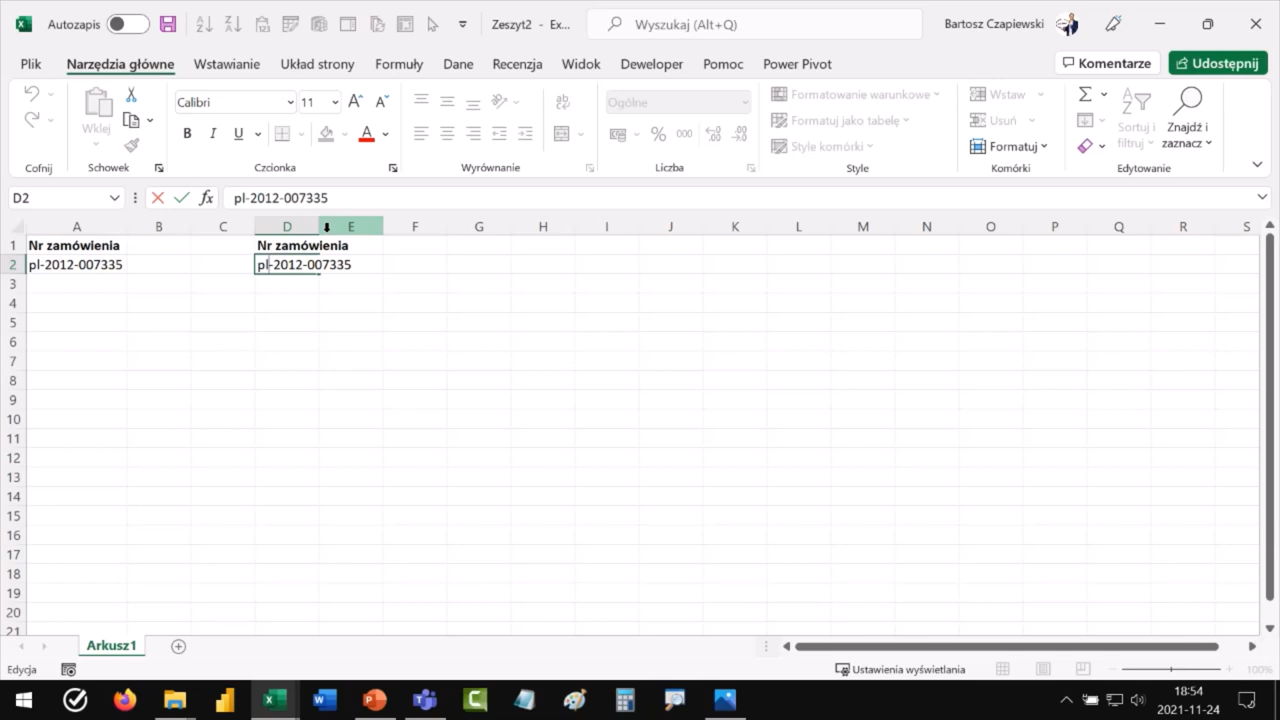 Autozapis
Zeszyt2 - Ex...
Wyszukaj (Alt+Q)
Bartosz Czapiewski
Plik Narzędzia główne Wstawianie Układ strony Formuły Dane Recenzja Widok Deweloper Pomoc Power Pivot Komentarze Udostępnij
Wklej
Calibri 11
Ogólne
Formatowanie warunkowe
Formatuj jako tabelę
Style komórki
Wstaw
Usuń
Formatuj
Sortuj i filtruj
Znajdź i zaznacz
Cofnij Schowek Czcionka Wyrównanie Liczba Style Komórki Edytowanie
D2 fx pl-2012-007335
A B C D E F G H I J K L M N O P Q R S
1 Nr zamówienia Nr zamówienia
2 pl-2012-007335 pl-2012-007335
3
4
5
6
7
8
9
10
11
12
13
14
15
16
17
18
19
20
21
Arkusz1
Edycja Ustawienia wyświetlania 100%
18:54
2021-11-24